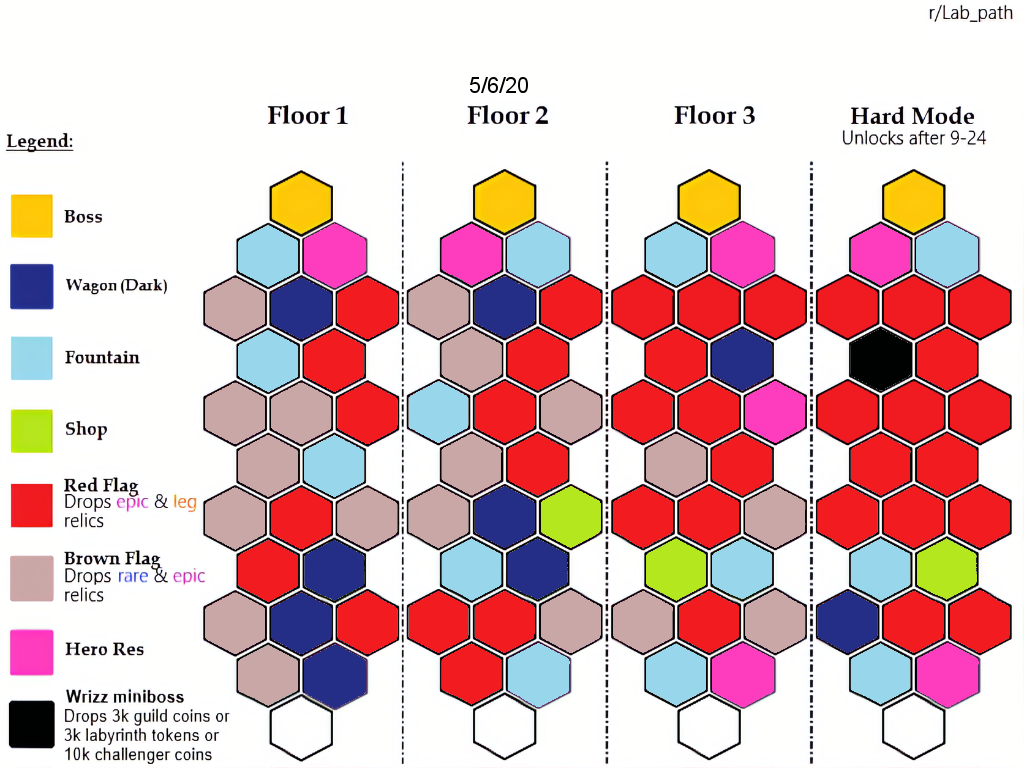 r/Lab_path
5/6/20
Floor 1
Floor 2
Floor 3
Hard Mode
Unlocks after 9-24
Legend:
Boss
Wagon (Dark)
Fountain
Shop
Red Flag
Drops epic & leg
relics
Brown Flag
Drops rare & epic
relics
Hero Res
Wrizz miniboss
Drops 3k guild coins or
3k labyrinth tokens or
10k challenger coins